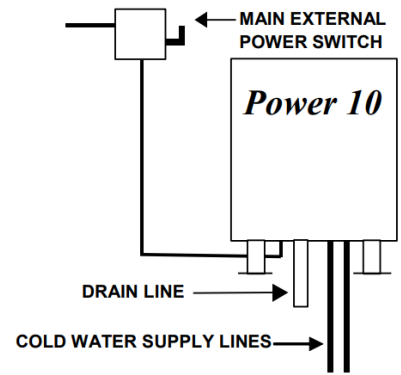 MAIN EXTERNAL
POWER SWITCH
Power 10
DRAIN LINE
COLD WATER SUPPLY LINES